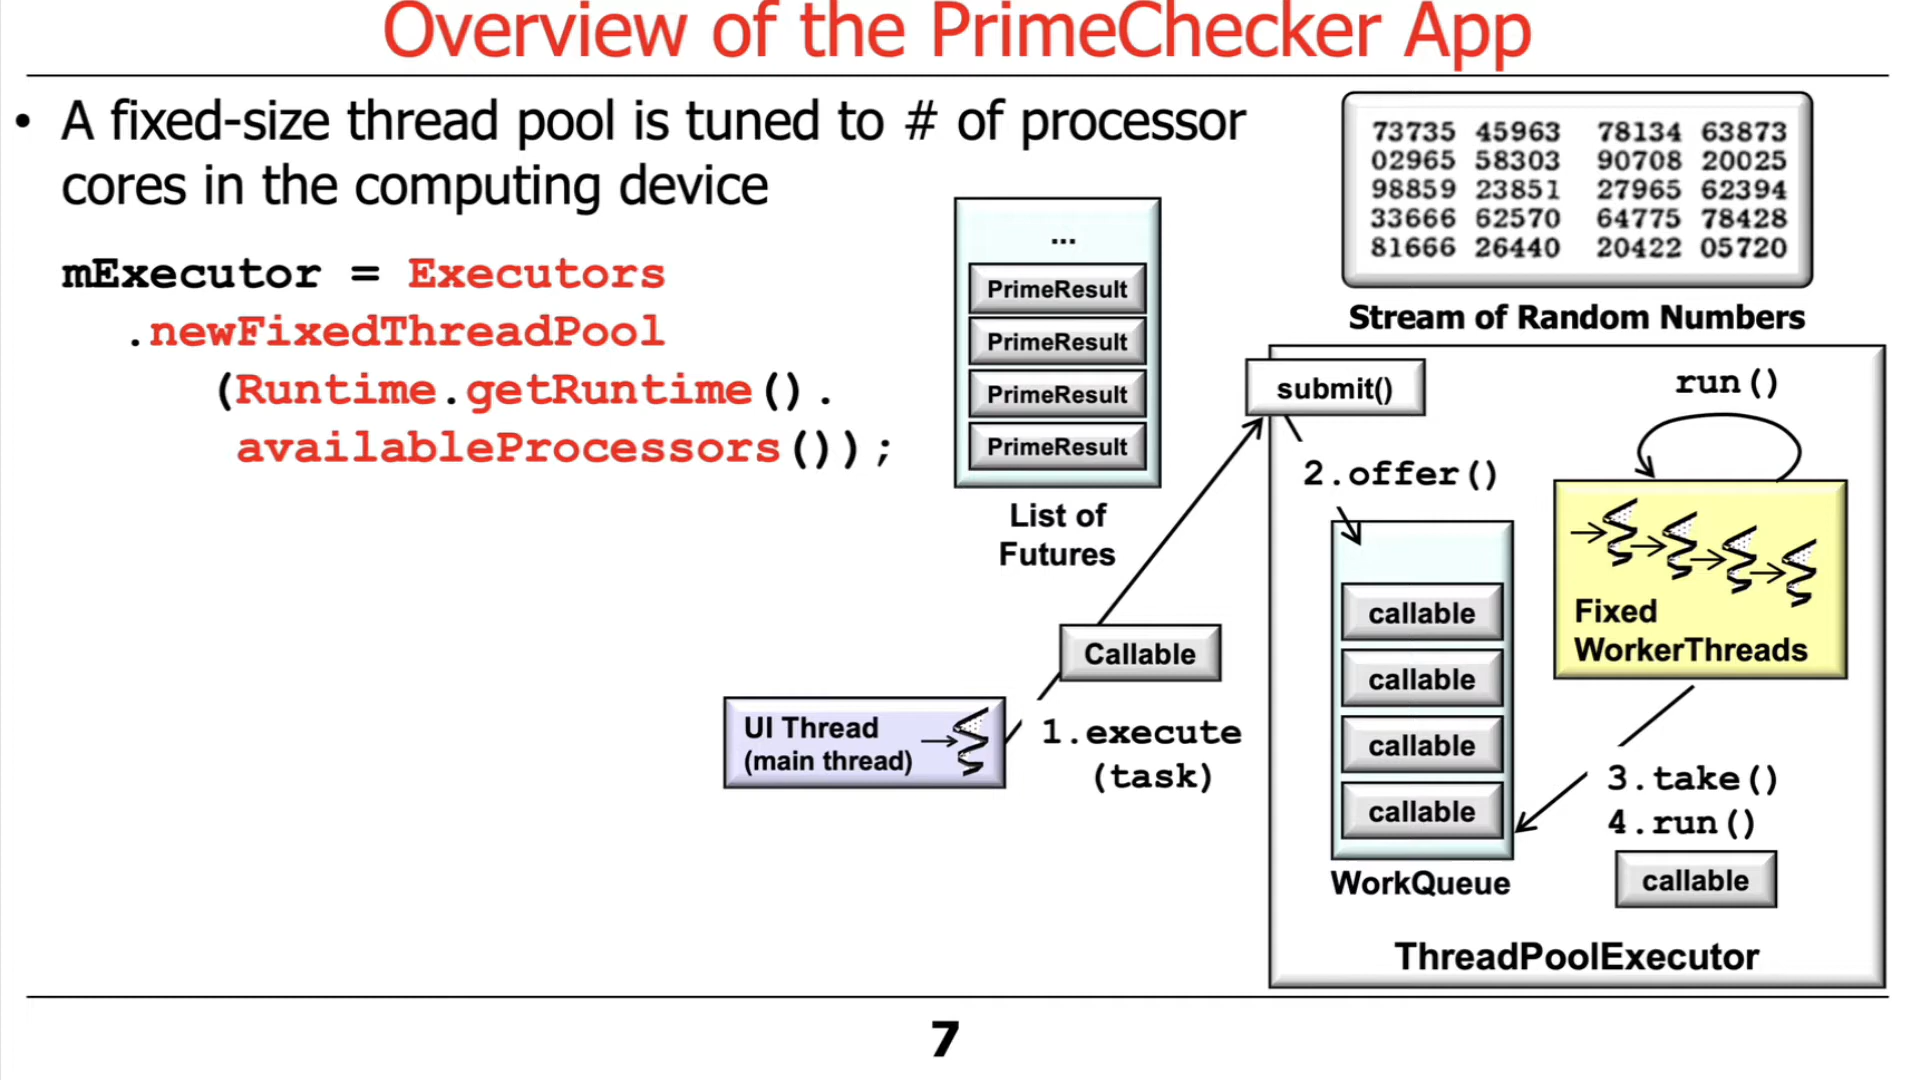 Overview of the PrimeChecker App
• A fixed-size thread pool is tuned to # of processor
cores in the computing device
mExecutor = Executors
.newFixedThreadPool
(Runtime.getRuntime().
availableProcessors());
...
PrimeResult
PrimeResult
PrimeResult
PrimeResult
List of
Futures
73735 45963 78134 63873
02965 58303 90708 20025
98859 23851 27965 62394
33666 62570 64775 78428
81666 26440 20422 05720
Stream of Random Numbers
submit()
run()
2.offer()
callable
callable
callable
callable
WorkQueue
Fixed
WorkerThreads
Callable
UI Thread
(main thread)
1.execute
(task)
3.take()
4.run()
callable
ThreadPoolExecutor
7